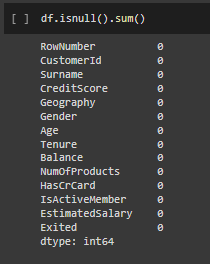 [ ] df.isnull().sum()
RowNumber 0
CustomerId 0
Surname 0
CreditScore 0
Geography 0
Gender 0
Age 0
Tenure 0
Balance 0
NumOfProducts 0
HasCrCard 0
IsActiveMember 0
EstimatedSalary 0
Exited 0
dtype: int64